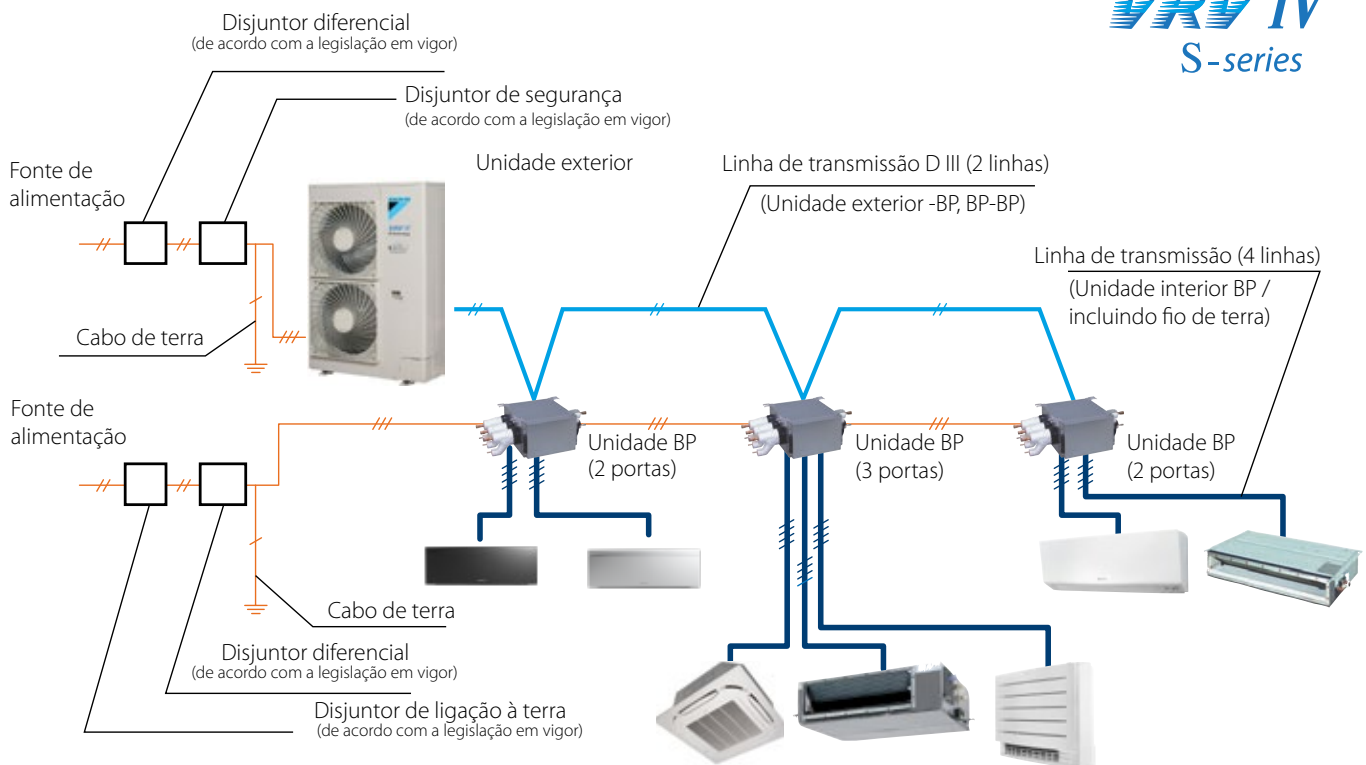 VRV IV
S-series
Disjuntor diferencial
(de acordo com a legislação em vigor)
Disjuntor de segurança
(de acordo com a legislação em vigor)
Fonte de
alimentação
Unidade exterior
Linha de transmissão D III (2 linhas)
(Unidade exterior -BP, BP-BP)
Linha de transmissão (4 linhas)
(Unidade interior BP /
incluindo fio de terra)
Cabo de terra
Fonte de
alimentação
Unidade BP
(2 portas)
Unidade BP
(3 portas)
Unidade BP
(2 portas)
Cabo de terra
Disjuntor diferencial
(de acordo com a legislação em vigor)
Disjuntor de ligação à terra
(de acordo com a legislação em vigor)